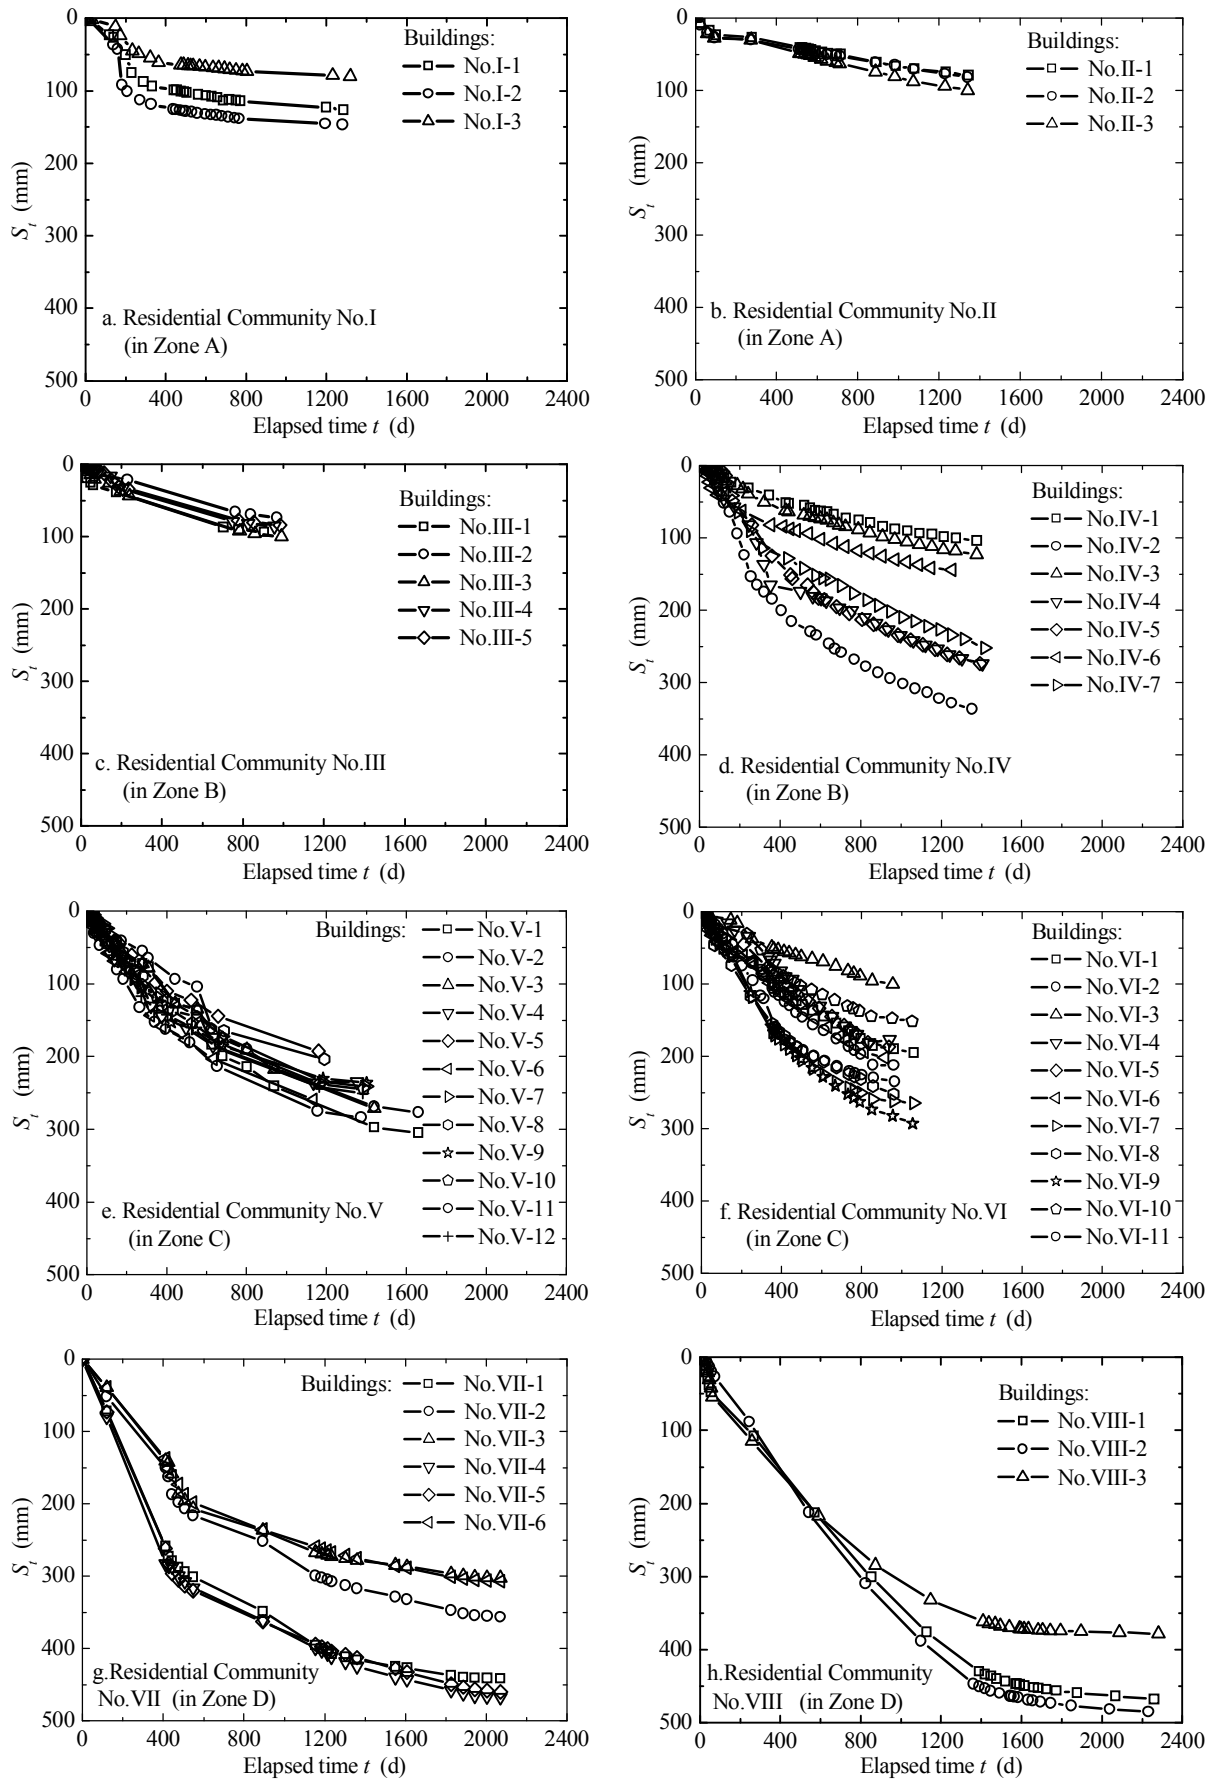 0
100
200
300
400
500
S_t (mm)
Buildings:
No.I-1
No.I-2
No.I-3
a. Residential Community No.I
(in Zone A)
0 400 800 1200 1600 2000 2400
Elapsed time t (d)
0
100
200
300
400
500
S_t (mm)
Buildings:
No.II-1
No.II-2
No.II-3
b. Residential Community No.II
(in Zone A)
0 400 800 1200 1600 2000 2400
Elapsed time t (d)
0
100
200
300
400
500
S_t (mm)
Buildings:
No.III-1
No.III-2
No.III-3
No.III-4
No.III-5
c. Residential Community No.III
(in Zone B)
0 400 800 1200 1600 2000 2400
Elapsed time t (d)
0
100
200
300
400
500
S_t (mm)
Buildings:
No.IV-1
No.IV-2
No.IV-3
No.IV-4
No.IV-5
No.IV-6
No.IV-7
d. Residential Community No.IV
(in Zone B)
0 400 800 1200 1600 2000 2400
Elapsed time t (d)
0
100
200
300
400
500
S_t (mm)
Buildings:
No.V-1
No.V-2
No.V-3
No.V-4
No.V-5
No.V-6
No.V-7
No.V-8
No.V-9
No.V-10
No.V-11
No.V-12
e. Residential Community No.V
(in Zone C)
0 400 800 1200 1600 2000 2400
Elapsed time t (d)
0
100
200
300
400
500
S_t (mm)
Buildings:
No.VI-1
No.VI-2
No.VI-3
No.VI-4
No.VI-5
No.VI-6
No.VI-7
No.VI-8
No.VI-9
No.VI-10
No.VI-11
f. Residential Community No.VI
(in Zone C)
0 400 800 1200 1600 2000 2400
Elapsed time t (d)
0
100
200
300
400
500
S_t (mm)
Buildings:
No.VII-1
No.VII-2
No.VII-3
No.VII-4
No.VII-5
No.VII-6
g.Residential Community
No.VII (in Zone D)
0 400 800 1200 1600 2000 2400
Elapsed time t (d)
0
100
200
300
400
500
S_t (mm)
Buildings:
No.VIII-1
No.VIII-2
No.VIII-3
h.Residential Community
No.VIII (in Zone D)
0 400 800 1200 1600 2000 2400
Elapsed time t (d)